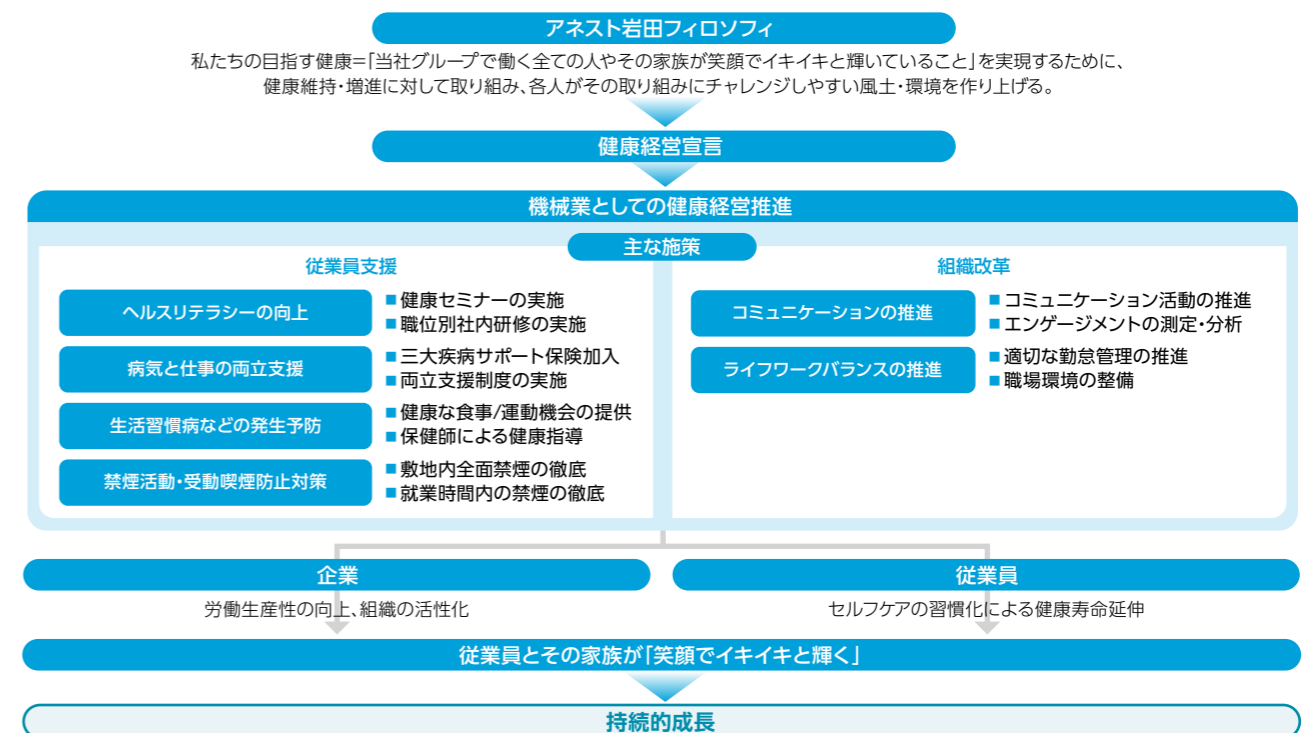 アネスト岩田フィロソフィ
私たちの目指す健康=｢当社グループで働く全ての人やその家族が笑顔でイキイキと輝いていること｣を実現するために、
健康維持･増進に対して取り組み、各人がその取り組みにチャレンジしやすい風土･環境を作り上げる。
健康経営宣言
機械業としての健康経営推進
主な施策
従業員支援
ヘルスリテラシーの向上
■健康セミナーの実施
■職位別社内研修の実施
病気と仕事の両立支援
■三大疾病サポート保険加入
■両立支援制度の実施
生活習慣病などの発生予防
■健康な食事/運動機会の提供
■保健師による健康指導
禁煙活動･受動喫煙防止対策
■敷地内全面禁煙の徹底
■就業時間内の禁煙の徹底
組織改革
コミュニケーションの推進
■コミュニケーション活動の推進
■エンゲージメントの測定･分析
ライフワークバランスの推進
■適切な勤怠管理の推進
■職場環境の整備
企業
労働生産性の向上、組織の活性化
従業員
セルフケアの習慣化による健康寿命延伸
従業員とその家族が｢笑顔でイキイキと輝く｣
持続的成長